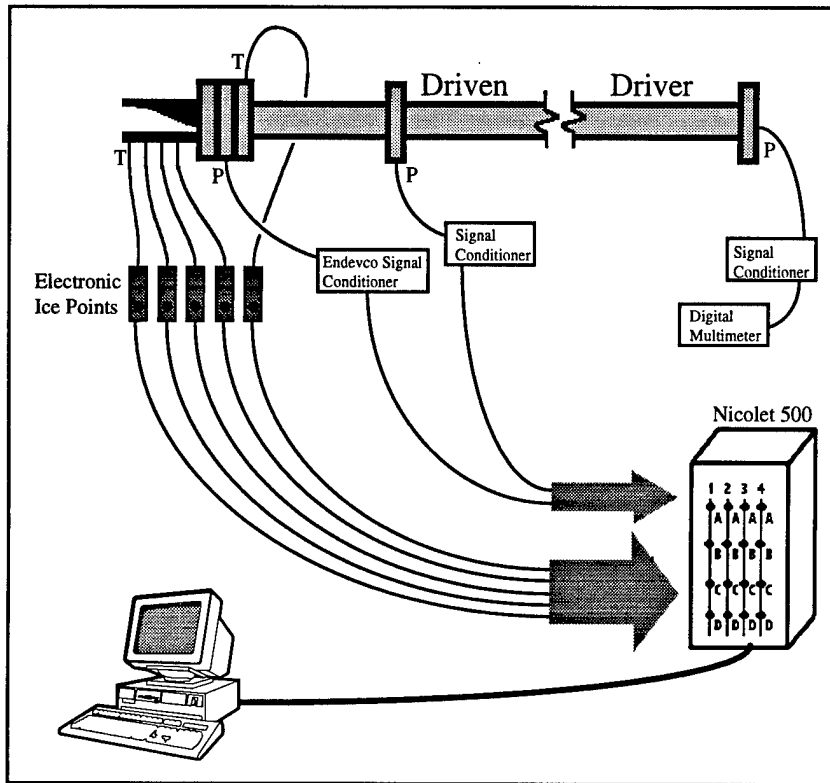 T
Driven
Driver
T
P
P
P
Electronic
Ice Points
Endevco Signal
Conditioner
Signal
Conditioner
Signal
Conditioner
Digital
Multimeter
Nicolet 500
1 2 3 4
A A A A
B B B B
C C C C
D D D D